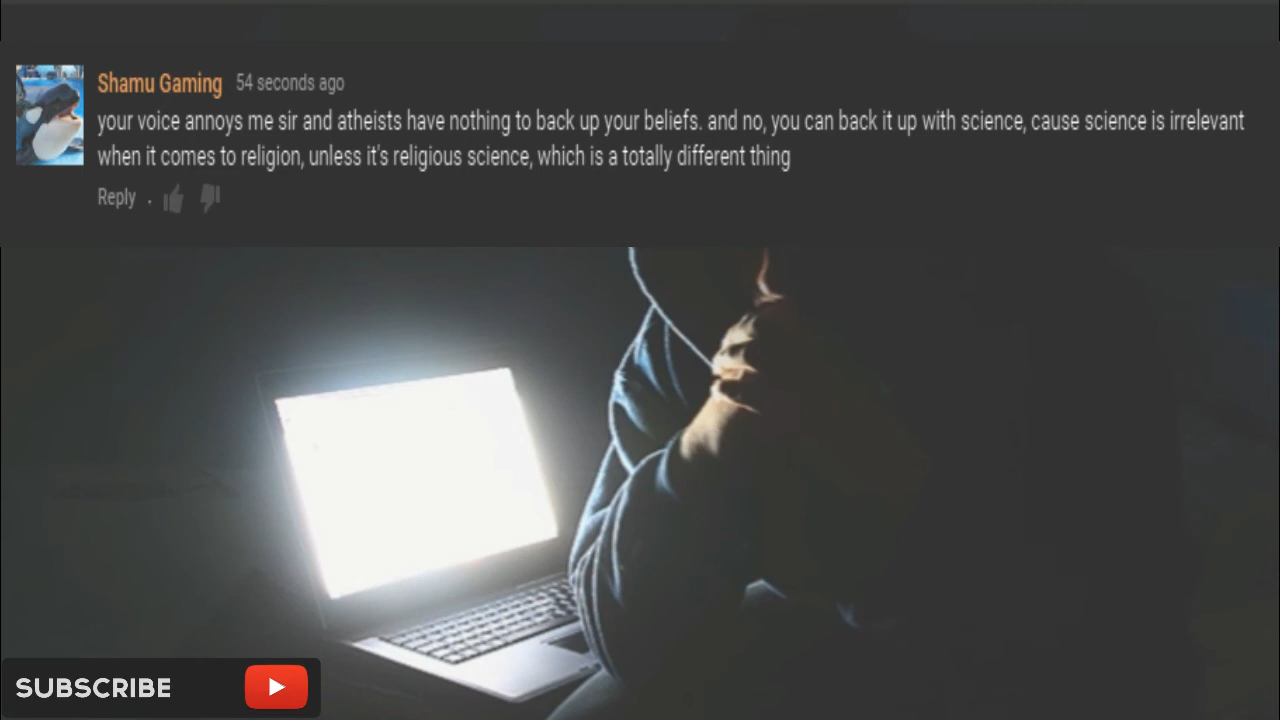 Shamu Gaming 54 seconds ago
your voice annoys me sir and atheists have nothing to back up your beliefs. and no, you can back it up with science, cause science is irrelevant
when it comes to religion, unless it's religious science, which is a totally different thing
Reply .
SUBSCRIBE